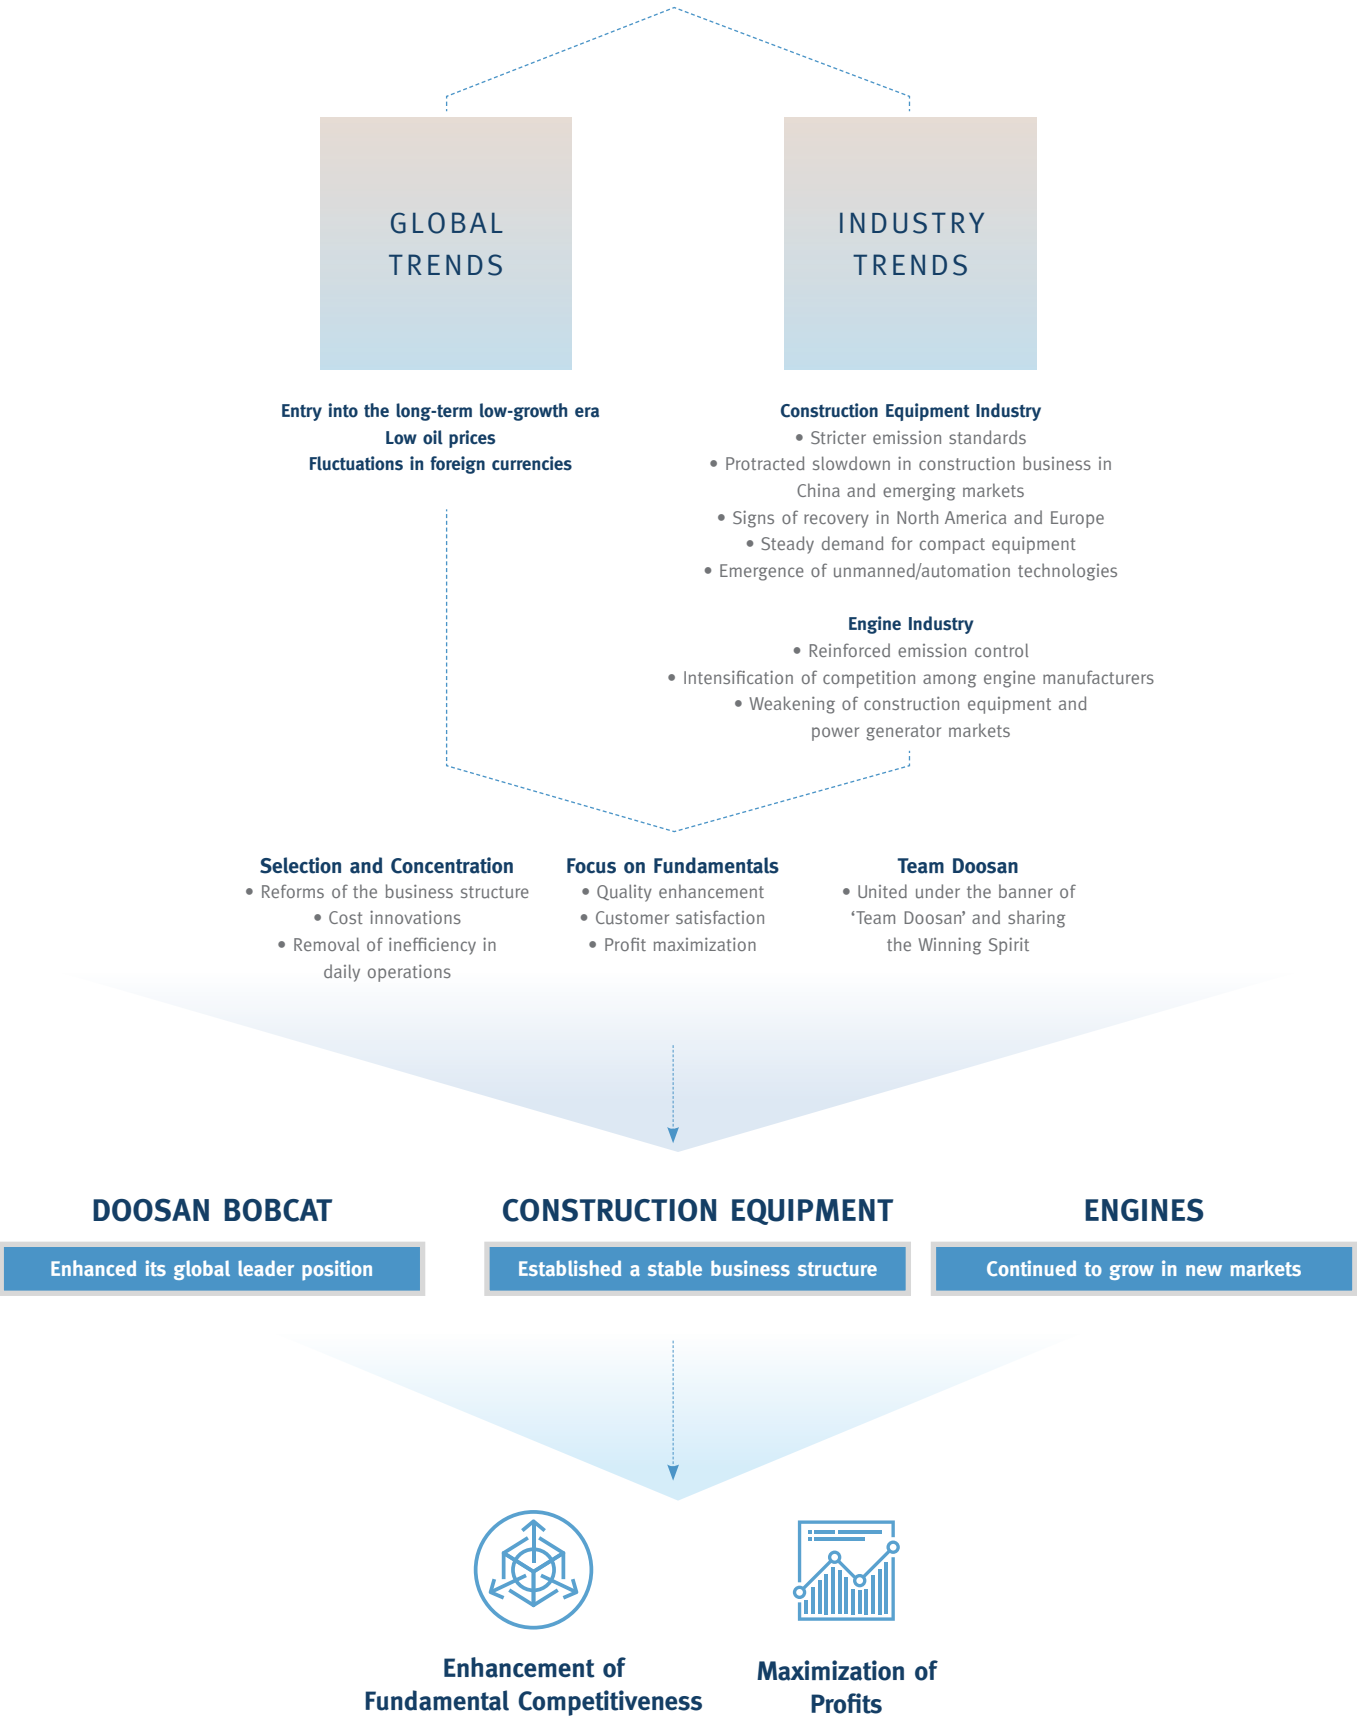 GLOBAL
TRENDS
INDUSTRY
TRENDS
Entry into the long-term low-growth era
Low oil prices
Fluctuations in foreign currencies
Construction Equipment Industry
• Stricter emission standards
• Protracted slowdown in construction business in
China and emerging markets
• Signs of recovery in North America and Europe
• Steady demand for compact equipment
• Emergence of unmanned/automation technologies
Engine Industry
• Reinforced emission control
• Intensification of competition among engine manufacturers
• Weakening of construction equipment and
power generator markets
Selection and Concentration
• Reforms of the business structure
• Cost innovations
• Removal of inefficiency in
daily operations
Focus on Fundamentals
• Quality enhancement
• Customer satisfaction
• Profit maximization
Team Doosan
• United under the banner of
‘Team Doosan’ and sharing
the Winning Spirit
DOOSAN BOBCAT
Enhanced its global leader position
CONSTRUCTION EQUIPMENT
Established a stable business structure
ENGINES
Continued to grow in new markets
Enhancement of
Fundamental Competitiveness
Maximization of
Profits